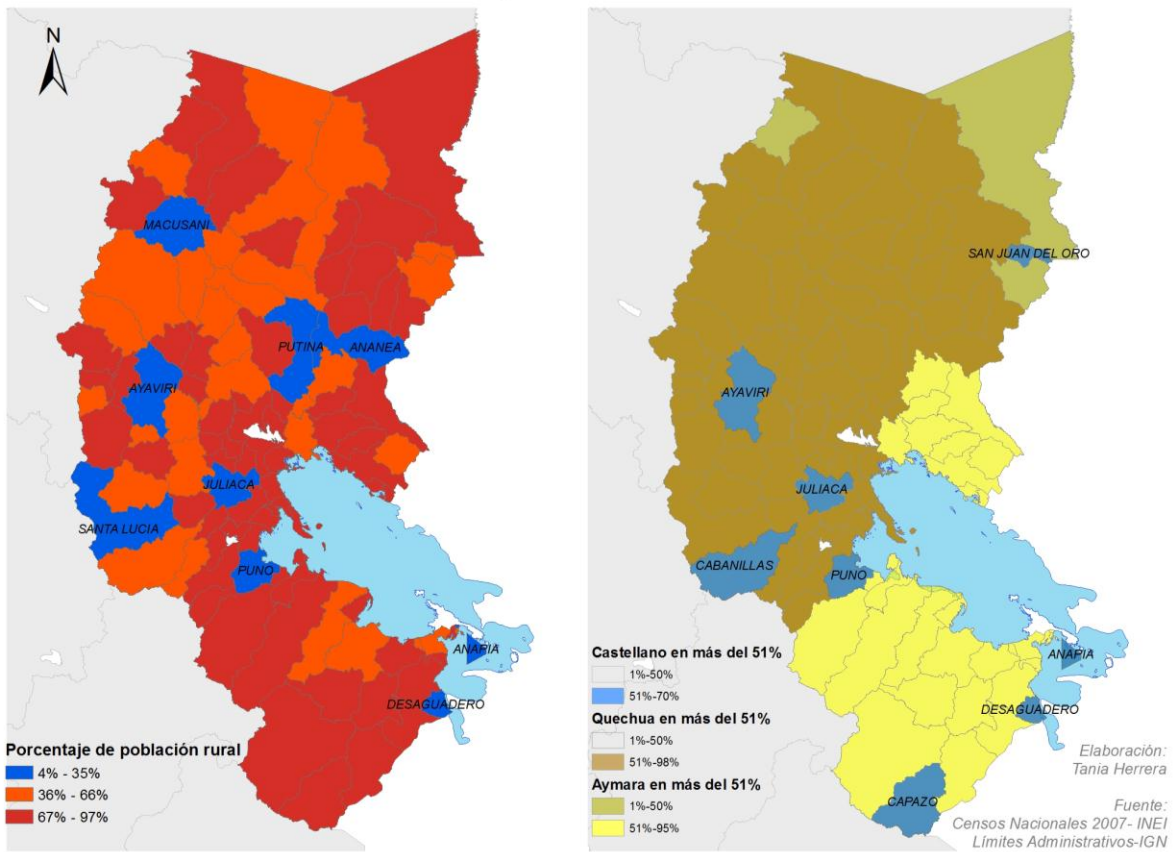 N
MACUSANI
PUTINA
ANANEA
AYAVIRI
JULIACA
SANTA LUCIA
PUNO
ANAPIA
DESAGUADERO
Porcentaje de población rural
4% - 35%
36% - 66%
67% - 97%
SAN JUAN DEL ORO
AYAVIRI
JULIACA
CABANILLAS
PUNO
ANAPIA
DESAGUADERO
CAPAZO
Castellano en más del 51%
1%-50%
51%-70%
Quechua en más del 51%
1%-50%
51%-98%
Aymara en más del 51%
1%-50%
51%-95%
Elaboración:
Tania Herrera
Fuente:
Censos Nacionales 2007- INEI
Límites Administrativos-IGN